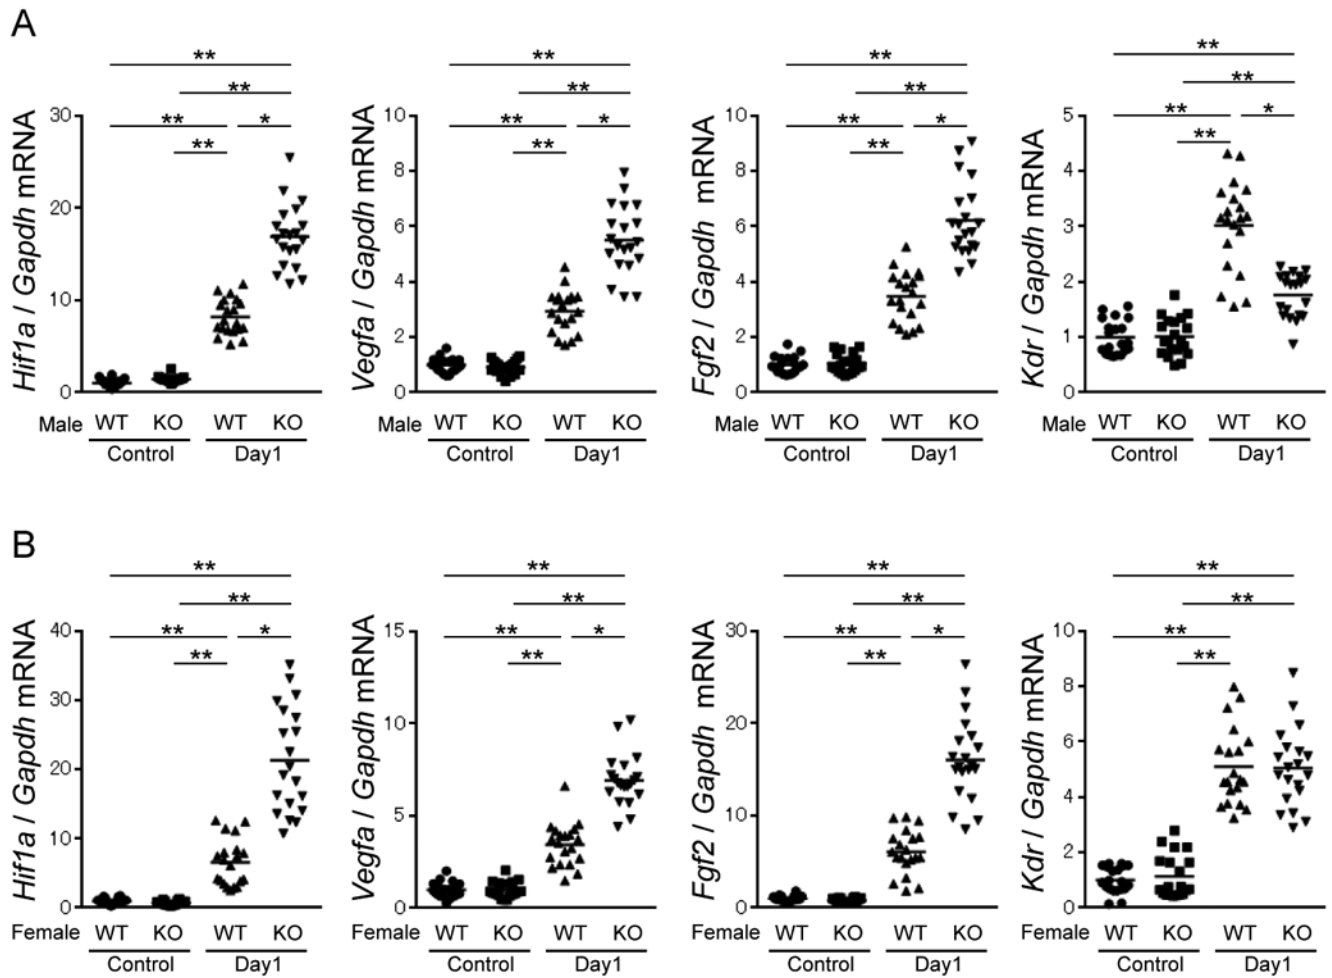 A
** ** ** **
** ** ** **
** * ** * ** * ** *
** ** ** **
Hif1a / Gapdh mRNA
30
20
10
0
Vegfa / Gapdh mRNA
10
8
6
4
2
0
Fgf2 / Gapdh mRNA
10
8
6
4
2
0
Kdr / Gapdh mRNA
5
4
3
2
1
0
Male WT KO WT KO Male WT KO WT KO Male WT KO WT KO Male WT KO WT KO
Control Day1 Control Day1 Control Day1 Control Day1
B
** ** ** **
** ** ** **
** * ** * ** * **
** ** ** **
Hif1a / Gapdh mRNA
40
30
20
10
0
Vegfa / Gapdh mRNA
15
10
5
0
Fgf2 / Gapdh mRNA
30
20
10
0
Kdr / Gapdh mRNA
10
8
6
4
2
0
Female WT KO WT KO Female WT KO WT KO Female WT KO WT KO Female WT KO WT KO
Control Day1 Control Day1 Control Day1 Control Day1